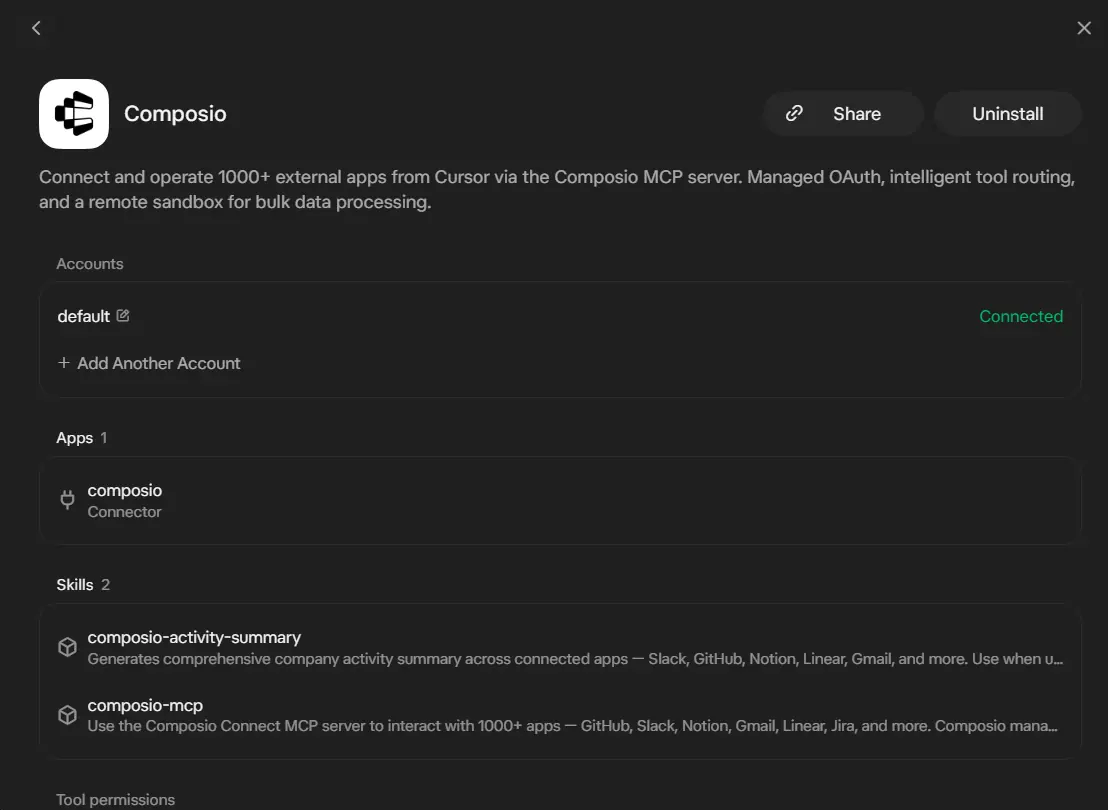 Composio
Share
Uninstall
Connect and operate 1000+ external apps from Cursor via the Composio MCP server. Managed OAuth, intelligent tool routing,
and a remote sandbox for bulk data processing.
Accounts
default
Connected
+ Add Another Account
Apps 1
composio
Connector
Skills 2
composio-activity-summary
Generates comprehensive company activity summary across connected apps — Slack, GitHub, Notion, Linear, Gmail, and more. Use when u...
composio-mcp
Use the Composio Connect MCP server to interact with 1000+ apps — GitHub, Slack, Notion, Gmail, Linear, Jira, and more. Composio mana...
Tool permissions